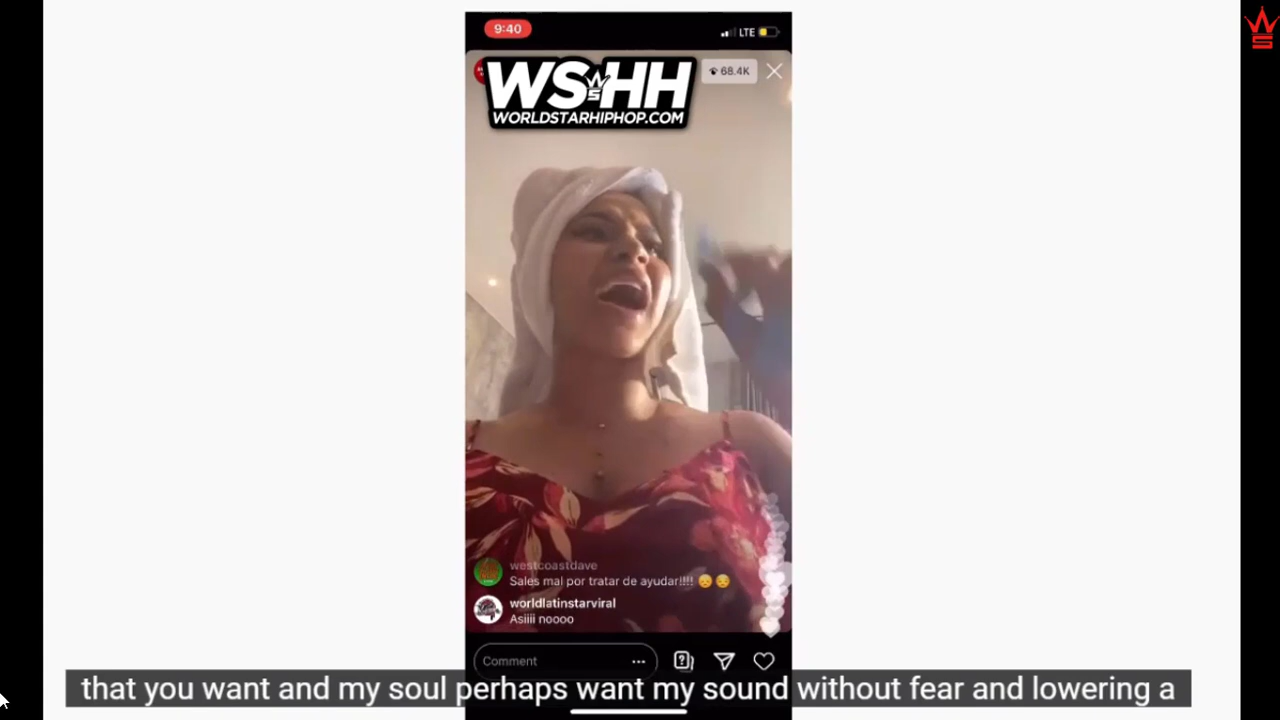 9:40
LTE
WSHH
WORLDSTARHIPHOP.COM
68.4K
westcoastdave
Sales mal por tratar de ayudar!!!! 😞😒
worldlatinstarviral
Asiiii noooo
Comment
that you want and my soul perhaps want my sound without fear and lowering a